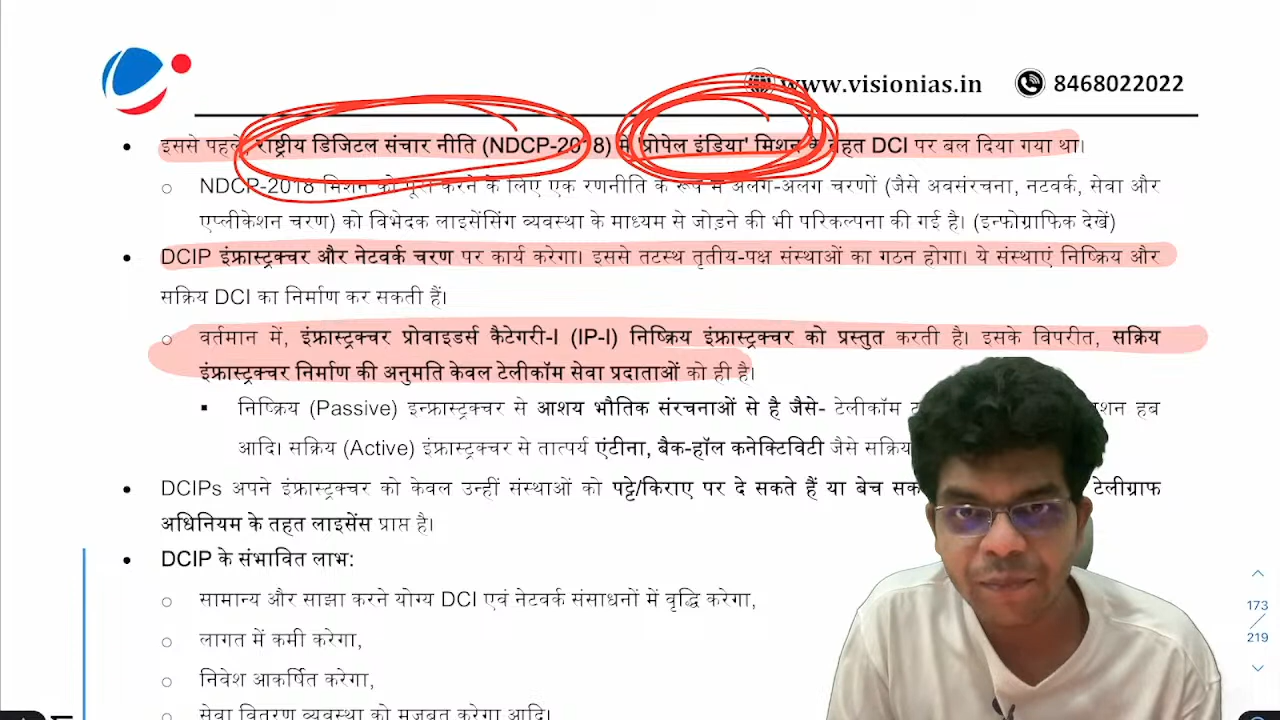 www.visionias.in 8468022022
इससे पहले राष्ट्रीय डिजिटल संचार नीति (NDCP-2018) में 'प्रोपेल इंडिया' मिशन के तहत DCI पर बल दिया गया था।
NDCP-2018 मिशन को पूरा करने के लिए एक रणनीति के रूप में अलग-अलग चरणों (जैसे अवसंरचना, नेटवर्क, सेवा और
एप्लीकेशन चरण) को विभेदक लाइसेंसिंग व्यवस्था के माध्यम से जोड़ने की भी परिकल्पना की गई है। (इन्फोग्राफिक देखें)
DCIP इंफ्रास्ट्रक्चर और नेटवर्क चरण पर कार्य करेगा। इससे तटस्थ तृतीय-पक्ष संस्थाओं का गठन होगा। ये संस्थाएं निष्क्रिय और
सक्रिय DCI का निर्माण कर सकती हैं।
वर्तमान में, इंफ्रास्ट्रक्चर प्रोवाइडर्स कैटेगरी-I (IP-I) निष्क्रिय इंफ्रास्ट्रक्चर को प्रस्तुत करती है। इसके विपरीत, सक्रिय
इंफ्रास्ट्रक्चर निर्माण की अनुमति केवल टेलीकॉम सेवा प्रदाताओं को ही है।
निष्क्रिय (Passive) इन्फ्रास्ट्रक्चर से आशय भौतिक संरचनाओं से है जैसे- टेलीकॉम हब
आदि। सक्रिय (Active) इंफ्रास्ट्रक्चर से तात्पर्य एंटीना, बैक-हॉल कनेक्टिविटी जैसे सक्रिय
DCIPs अपने इंफ्रास्ट्रक्चर को केवल उन्हीं संस्थाओं को पट्टे/किराए पर दे सकते हैं या बेच टेलीग्राफ
अधिनियम के तहत लाइसेंस प्राप्त है।
DCIP के संभावित लाभ:
सामान्य और साझा करने योग्य DCI एवं नेटवर्क संसाधनों में वृद्धि करेगा,
लागत में कमी करेगा,
निवेश आकर्षित करेगा,
सेवा वितरण व्यवस्था को मजबूत करेगा आदि।
173
219